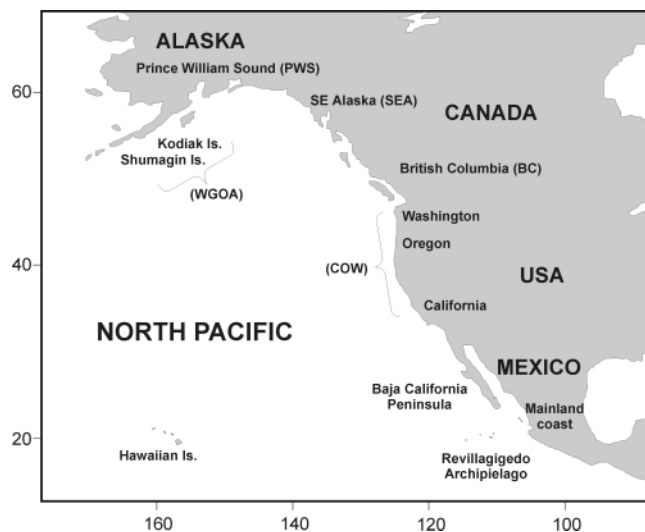 ALASKA
Prince William Sound (PWS)
60
SE Alaska (SEA)
CANADA
Kodiak Is.
Shumagin Is.
British Columbia (BC)
(WGOA)
Washington
Oregon
40
(COW)
USA
California
NORTH PACIFIC
MEXICO
Baja California
Peninsula
Mainland
coast
20
Hawaiian Is.
Revillagigedo
Archipielago
160
140
120
100